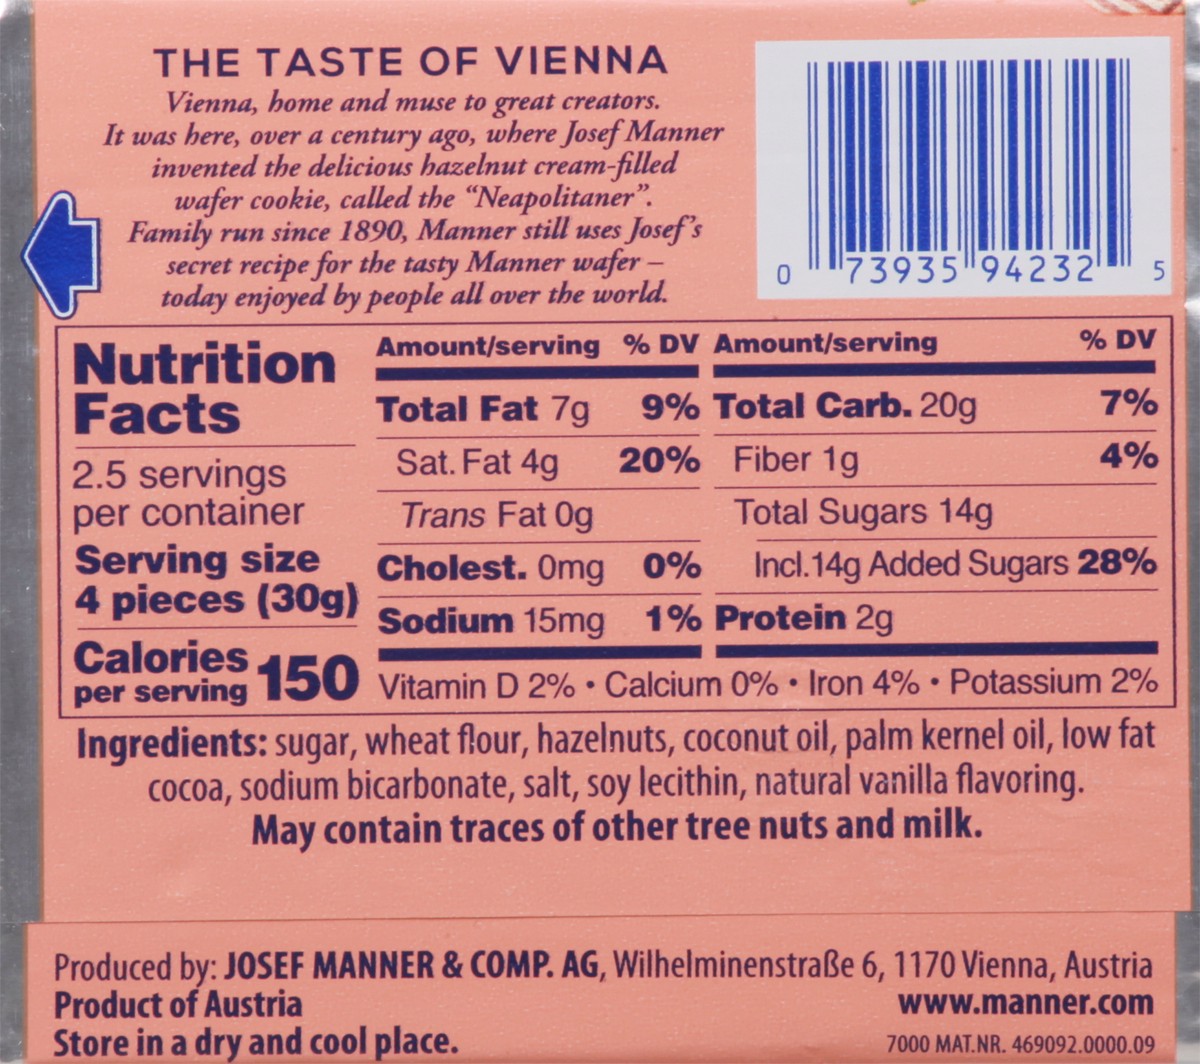 THE TASTE OF VIENNA
Vienna, home and muse to great creators.
It was here, over a century ago, where Josef Manner
invented the delicious hazelnut cream-filled
wafer cookie, called the “Neapolitaner”.
Family run since 1890, Manner still uses Josef’s
secret recipe for the tasty Manner wafer –
today enjoyed by people all over the world.
0 73935 94232 5
Nutrition
Facts
2.5 servings
per container
Serving size
4 pieces (30g)
Calories
per serving 150
Amount/serving % DV
Total Fat 7g 9%
Sat. Fat 4g 20%
Trans Fat 0g
Cholest. 0mg 0%
Sodium 15mg 1%
Amount/serving % DV
Total Carb. 20g 7%
Fiber 1g 4%
Total Sugars 14g
Incl.14g Added Sugars 28%
Protein 2g
Vitamin D 2% • Calcium 0% • Iron 4% • Potassium 2%
Ingredients: sugar, wheat flour, hazelnuts, coconut oil, palm kernel oil, low fat
cocoa, sodium bicarbonate, salt, soy lecithin, natural vanilla flavoring.
May contain traces of other tree nuts and milk.
Produced by: JOSEF MANNER & COMP. AG, Wilhelminenstraße 6, 1170 Vienna, Austria
Product of Austria
www.manner.com
Store in a dry and cool place.
7000 MAT.NR. 469092.0000.09